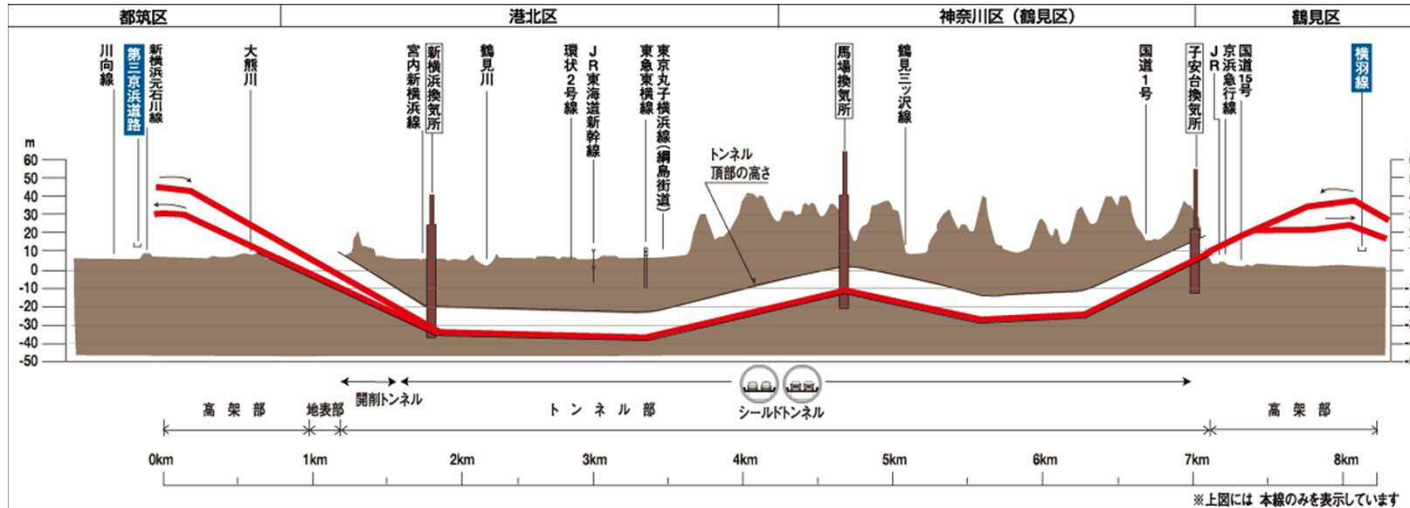 都筑区
港北区
神奈川区（鶴見区）
鶴見区
川向線
第三京浜道路
新横浜元石川線
大熊川
宮内新横浜線
新横浜換気所
鶴見川
環状2号線
JR東海道新幹線
東急東横線
東京丸子横浜線（綱島街道）
馬場換気所
鶴見三ッ沢線
国道1号
子安台換気所
JR
京浜急行線
国道15号
横羽線
トンネル
頂部の高さ
m
60
50
40
30
20
10
0
-10
-20
-30
-40
-50
開削トンネル
シールドトンネル
高架部
地表部
トンネル部
高架部
0km
1km
2km
3km
4km
5km
6km
7km
8km
※上図には 本線のみを表示しています